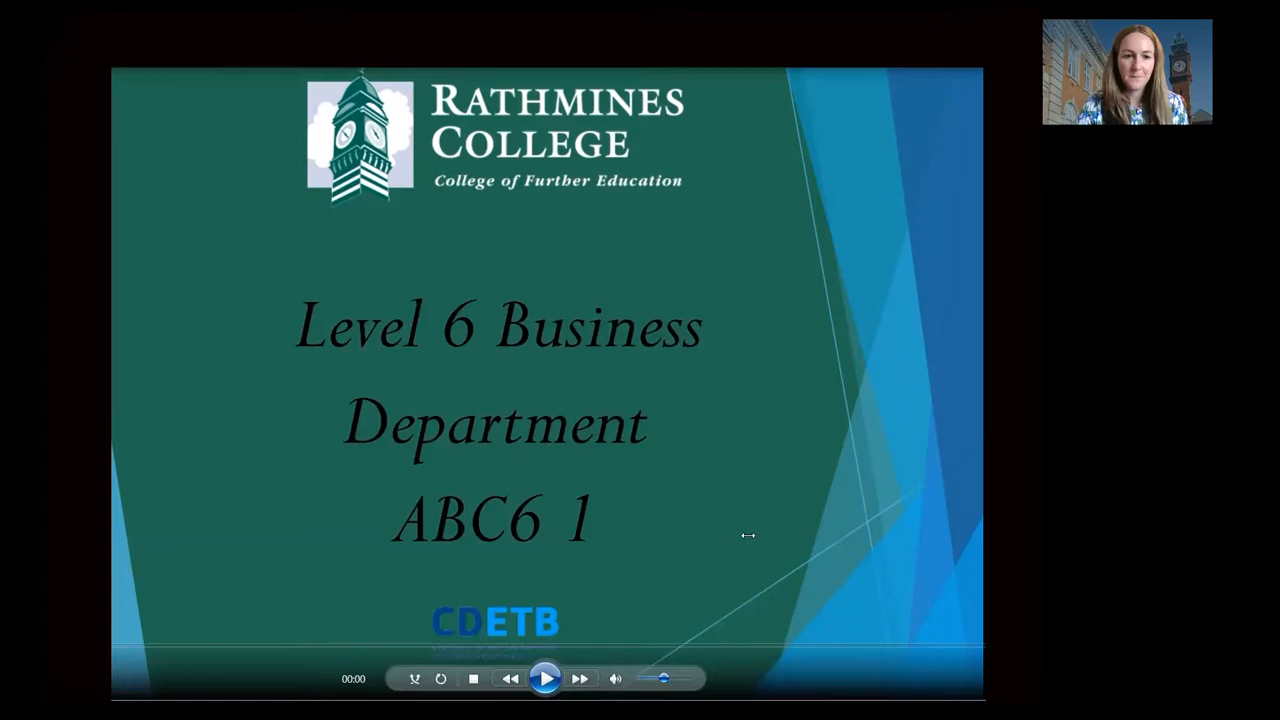 RATHMINES
COLLEGE
College of Further Education
Level 6 Business
Department
ABC6 1
CDETB
00:00